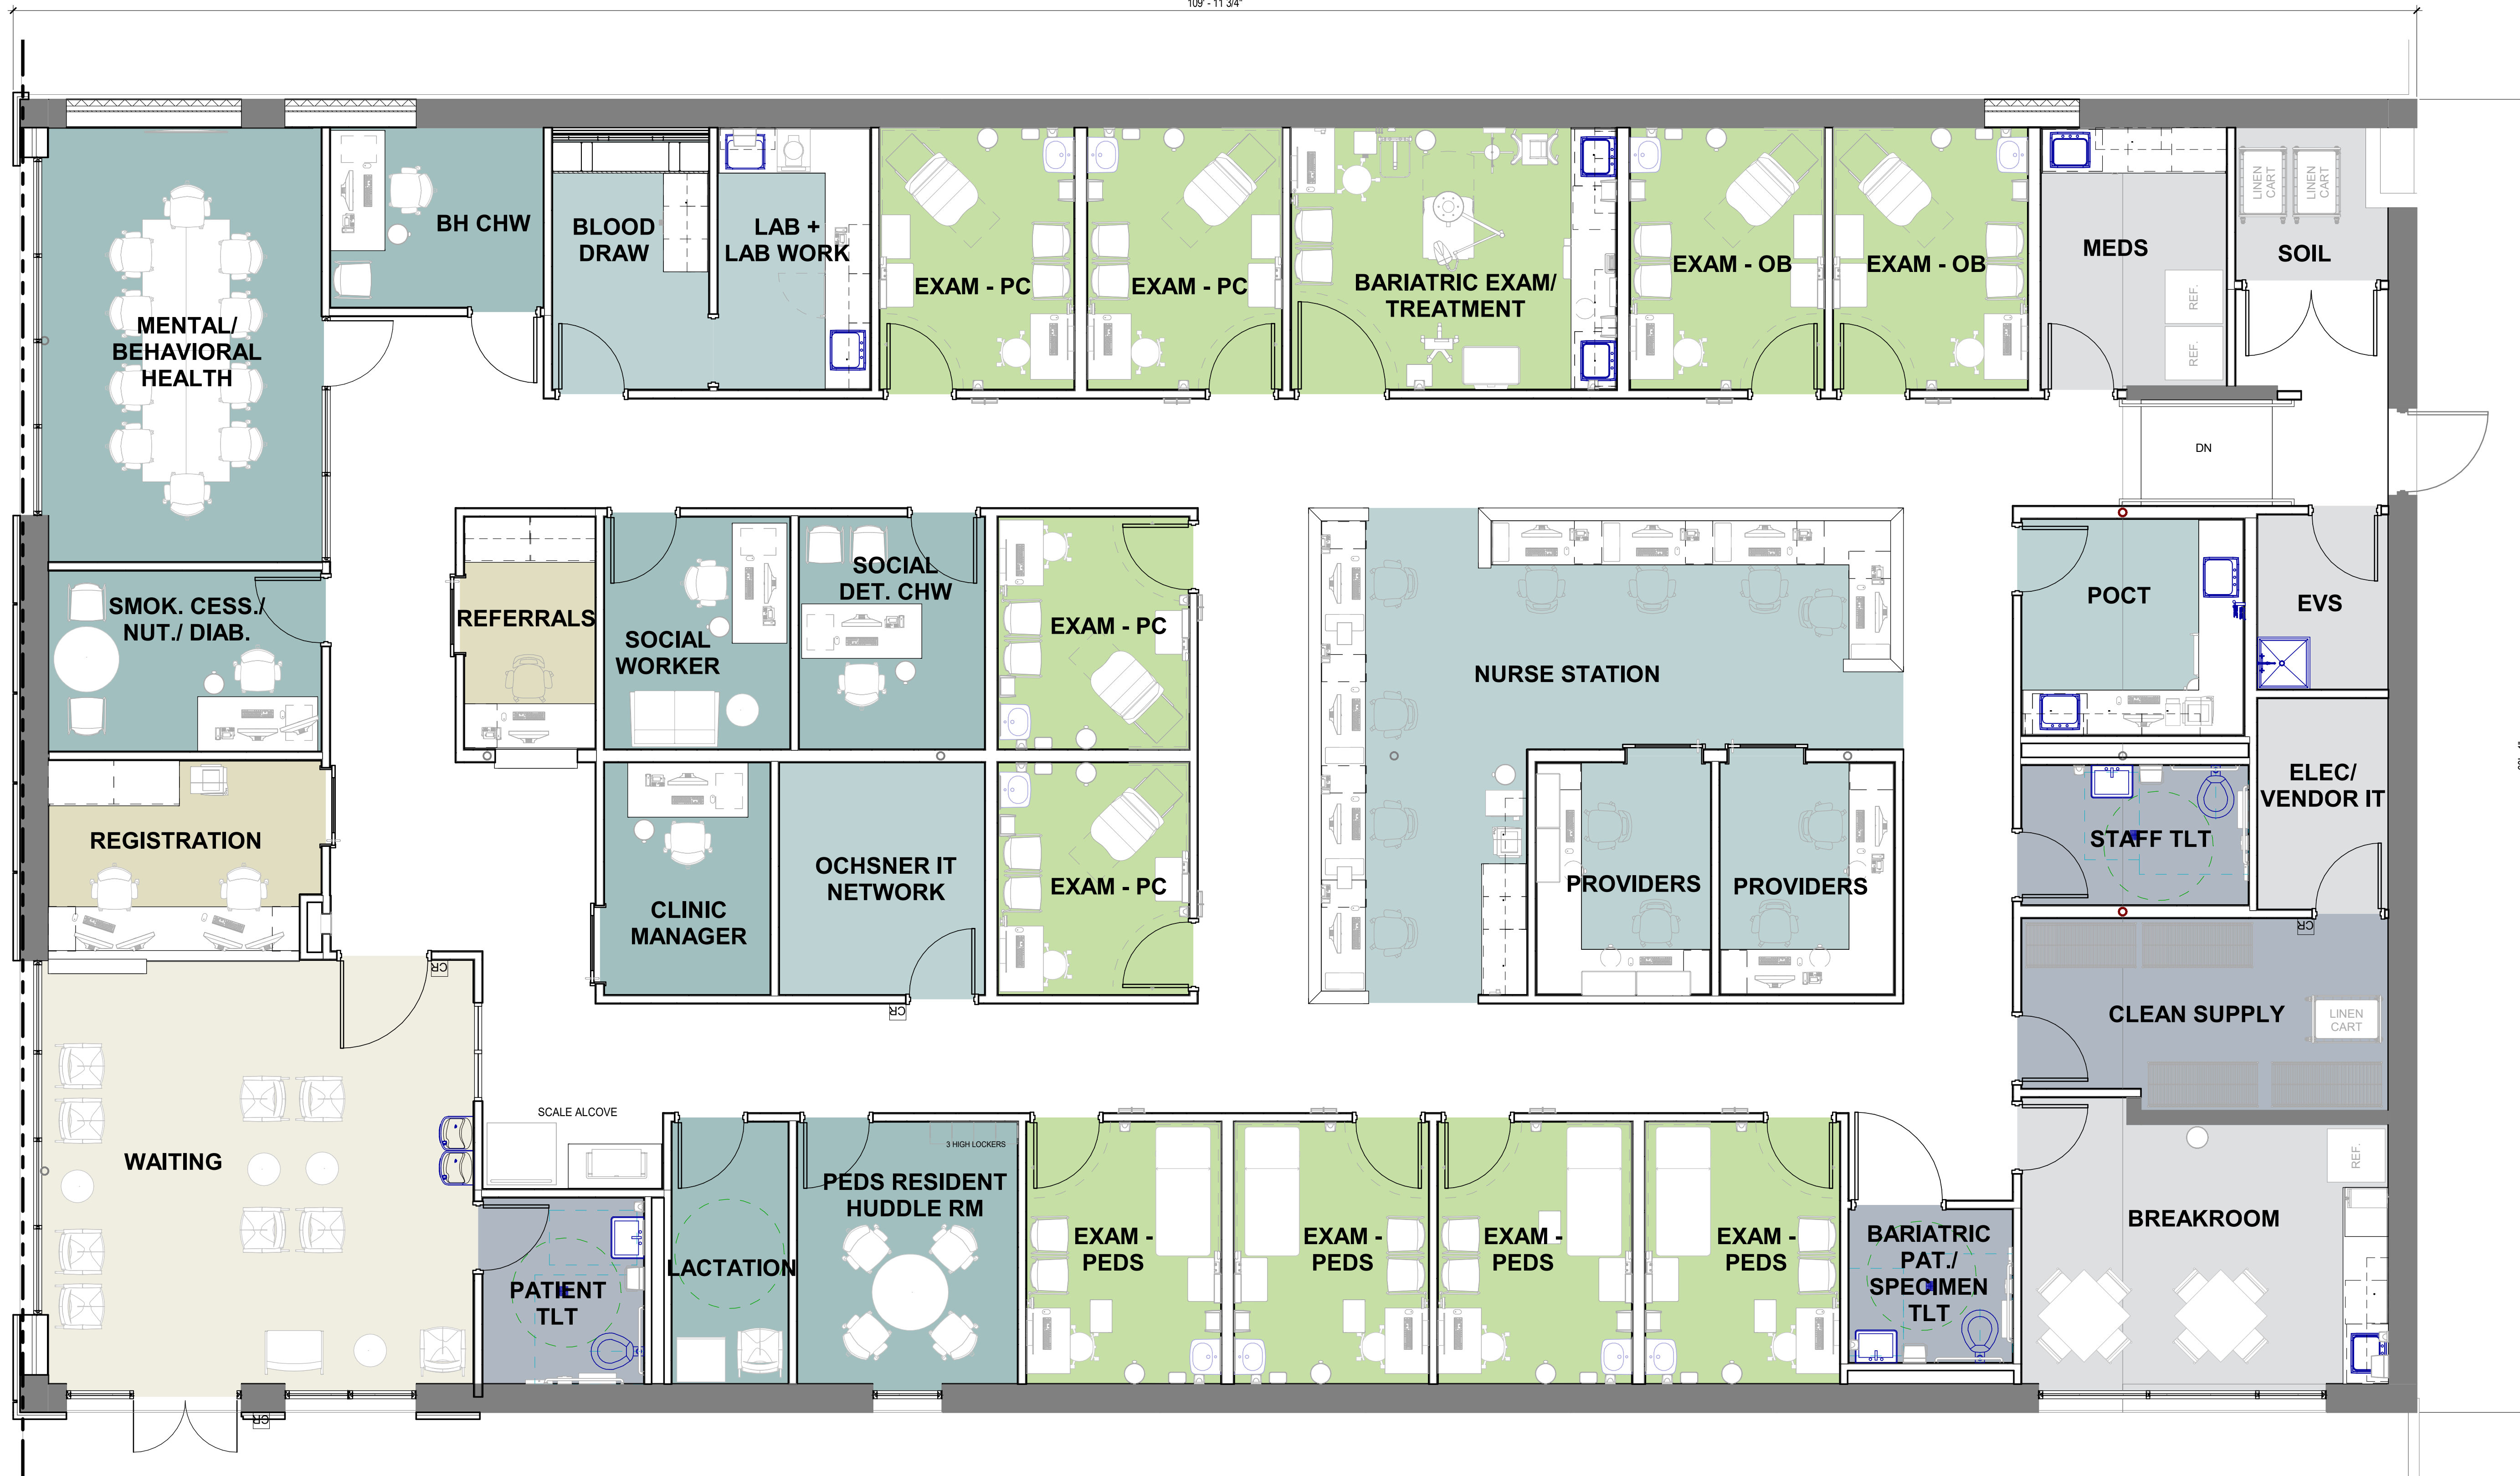 109' - 11 3/4"
MENTAL/
BEHAVIORAL
HEALTH
BH CHW
BLOOD
DRAW
LAB +
LAB WORK
EXAM - PC
EXAM - PC
BARIATRIC EXAM/
TREATMENT
EXAM - OB
EXAM - OB
MEDS
REF.
REF.
LINEN
CART
LINEN
CART
SOIL
DN
SMOK. CESS./
NUT./ DIAB.
REFERRALS
SOCIAL
WORKER
SOCIAL
DET. CHW
EXAM - PC
NURSE STATION
POCT
EVS
REGISTRATION
CLINIC
MANAGER
OCHSNER IT
NETWORK
EXAM - PC
PROVIDERS
PROVIDERS
STAFF TLT
ELEC/
VENDOR IT
CR
CR
CR
CLEAN SUPPLY
LINEN
CART
WAITING
SCALE ALCOVE
PATIENT
TLT
LACTATION
3 HIGH LOCKERS
PEDS RESIDENT
HUDDLE RM
EXAM -
PEDS
EXAM -
PEDS
EXAM -
PEDS
EXAM -
PEDS
BARIATRIC
PAT./
SPECIMEN
TLT
BREAKROOM
REF.
CR